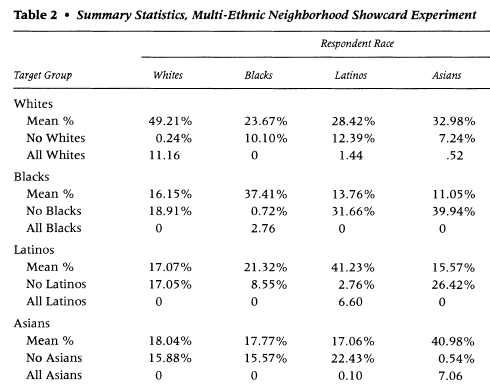 Table 2 • Summary Statistics, Multi-Ethnic Neighborhood Showcard Experiment
Respondent Race
Target Group Whites Blacks Latinos Asians
Whites
Mean % 49.21% 23.67% 28.42% 32.98%
No Whites 0.24% 10.10% 12.39% 7.24%
All Whites 11.16 0 1.44 .52
Blacks
Mean % 16.15% 37.41% 13.76% 11.05%
No Blacks 18.91% 0.72% 31.66% 39.94%
All Blacks 0 2.76 0 0
Latinos
Mean % 17.07% 21.32% 41.23% 15.57%
No Latinos 17.05% 8.55% 2.76% 26.42%
All Latinos 0 0 6.60 0
Asians
Mean % 18.04% 17.77% 17.06% 40.98%
No Asians 15.88% 15.57% 22.43% 0.54%
All Asians 0 0 0.10 7.06